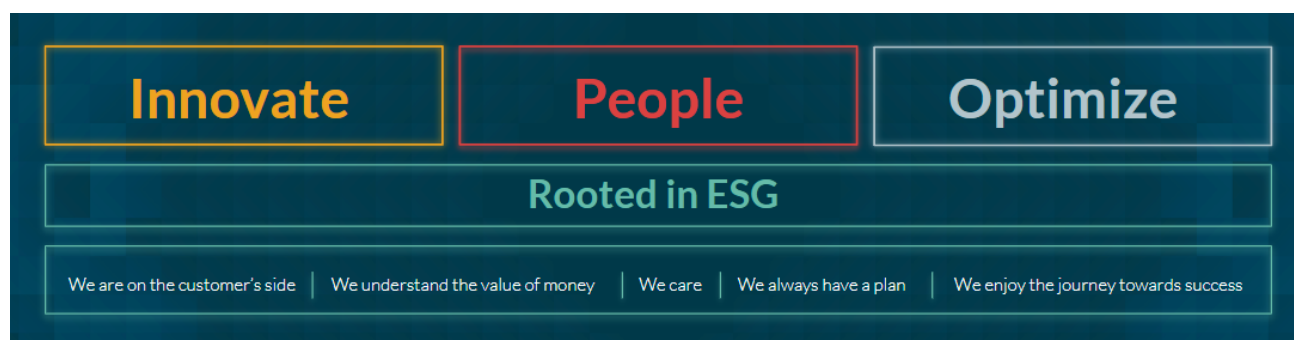 Innovate People Optimize
Rooted in ESG
We are on the customer's side | We understand the value of money | We care | We always have a plan | We enjoy the journey towards success